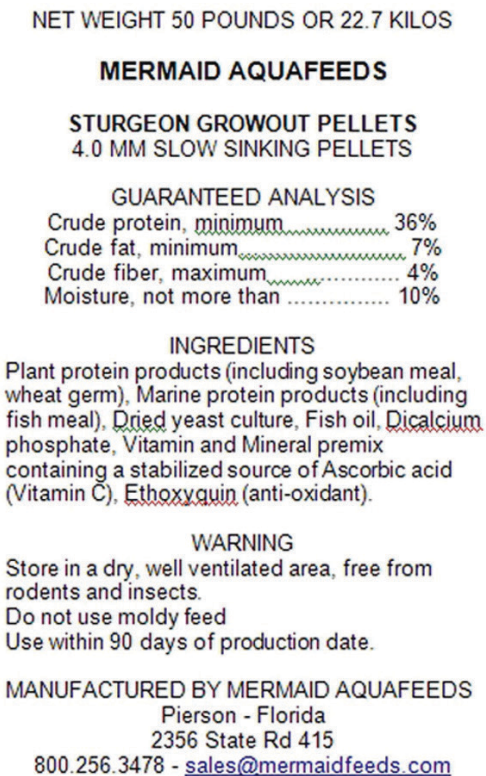 NET WEIGHT 50 POUNDS OR 22.7 KILOS
MERMAID AQUAFEEDS
STURGEON GROWOUT PELLETS
4.0 MM SLOW SINKING PELLETS
GUARANTEED ANALYSIS
Crude protein, minimum 36%
Crude fat, minimum 7%
Crude fiber, maximum ............... 4%
Moisture, not more than ............... 10%
INGREDIENTS
Plant protein products (including soybean meal,
wheat germ), Marine protein products (including
fish meal), Dried yeast culture, Fish oil, Dicalcium
phosphate, Vitamin and Mineral premix
containing a stabilized source of Ascorbic acid
(Vitamin C), Ethoxyquin (anti-oxidant).
WARNING
Store in a dry, well ventilated area, free from
rodents and insects.
Do not use moldy feed
Use within 90 days of production date.
MANUFACTURED BY MERMAID AQUAFEEDS
Pierson - Florida
2356 State Rd 415
800.256.3478 - sales@mermaidfeeds.com